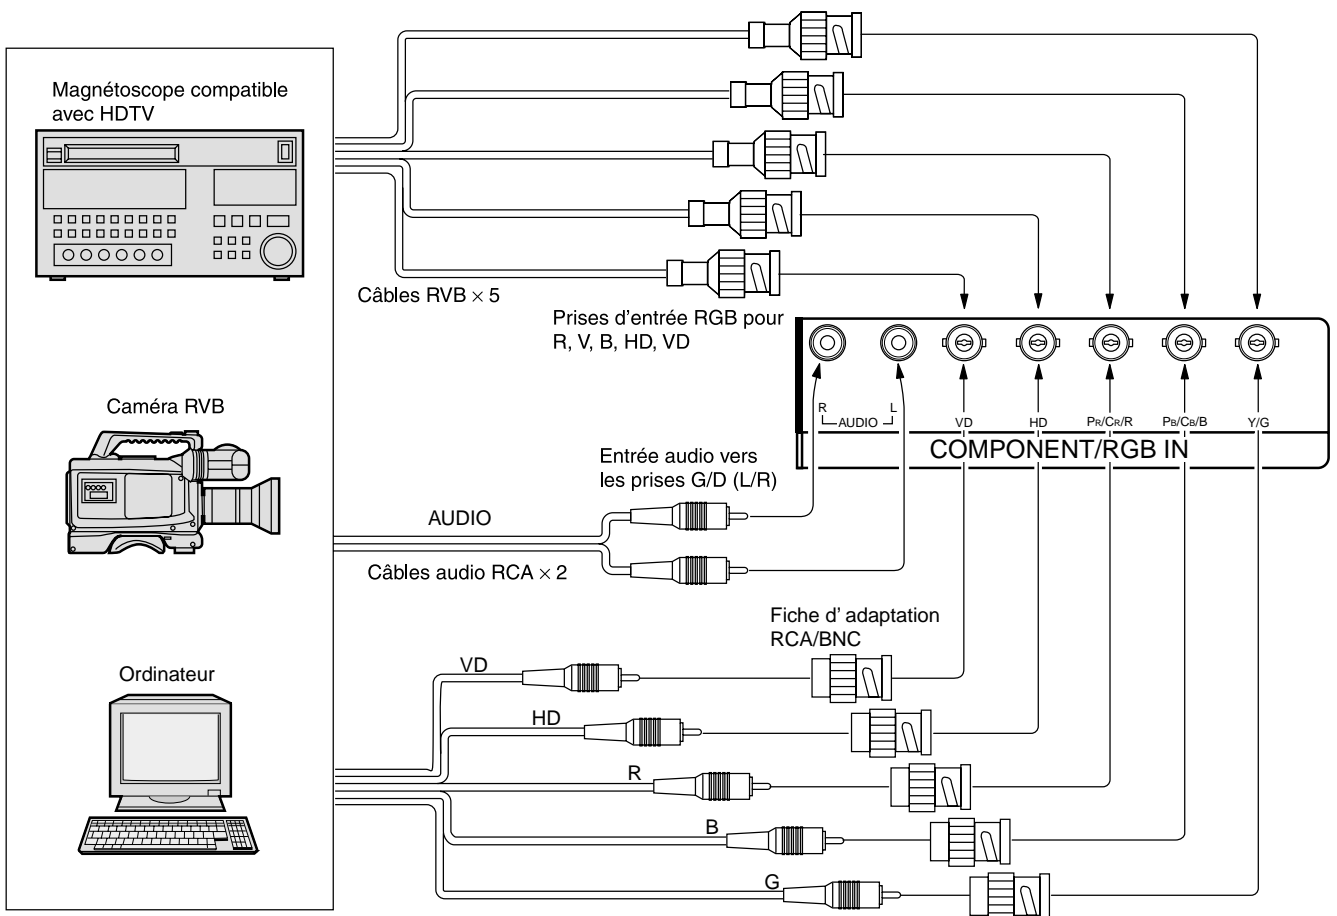 Magnétoscope compatible
avec HDTV
Câbles RVB × 5
Prises d'entrée RGB pour
R, V, B, HD, VD
Caméra RVB
R
L
AUDIO
VD
HD
PR/CR/R
PB/CB/B
Y/G
COMPONENT/RGB IN
Entrée audio vers
les prises G/D (L/R)
AUDIO
Câbles audio RCA × 2
Fiche d' adaptation
RCA/BNC
Ordinateur
VD
HD
R
B
G